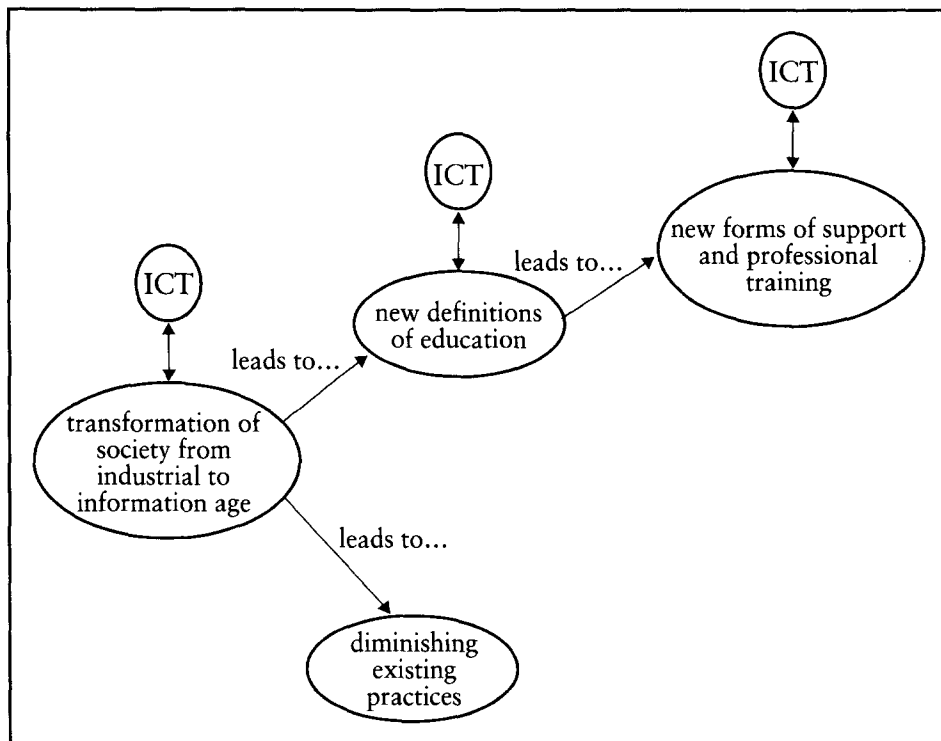 ICT
ICT
ICT
new forms of support
and professional
training
leads to...
new definitions
of education
leads to...
transformation of
society from
industrial to
information age
leads to...
diminishing
existing
practices